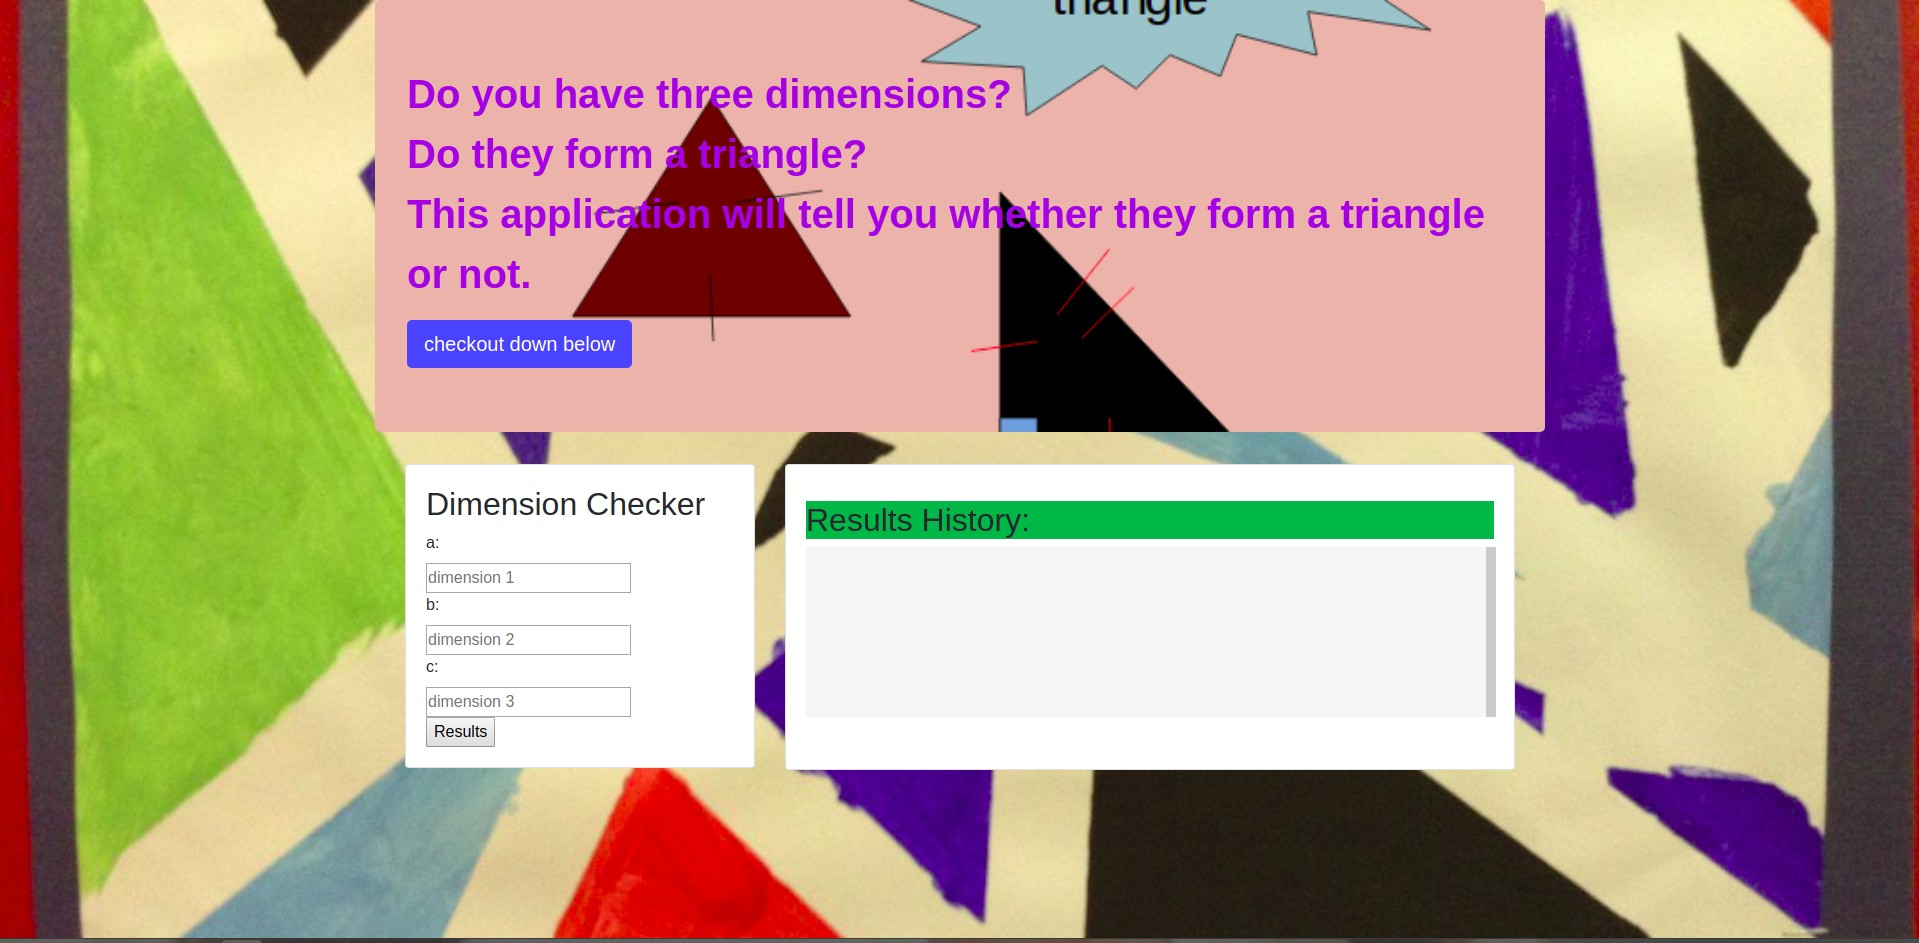 triangle
Do you have three dimensions?
Do they form a triangle?
This application will tell you whether they form a triangle
or not.
checkout down below
Dimension Checker
a:
dimension 1
b:
dimension 2
c:
dimension 3
Results
Results History: